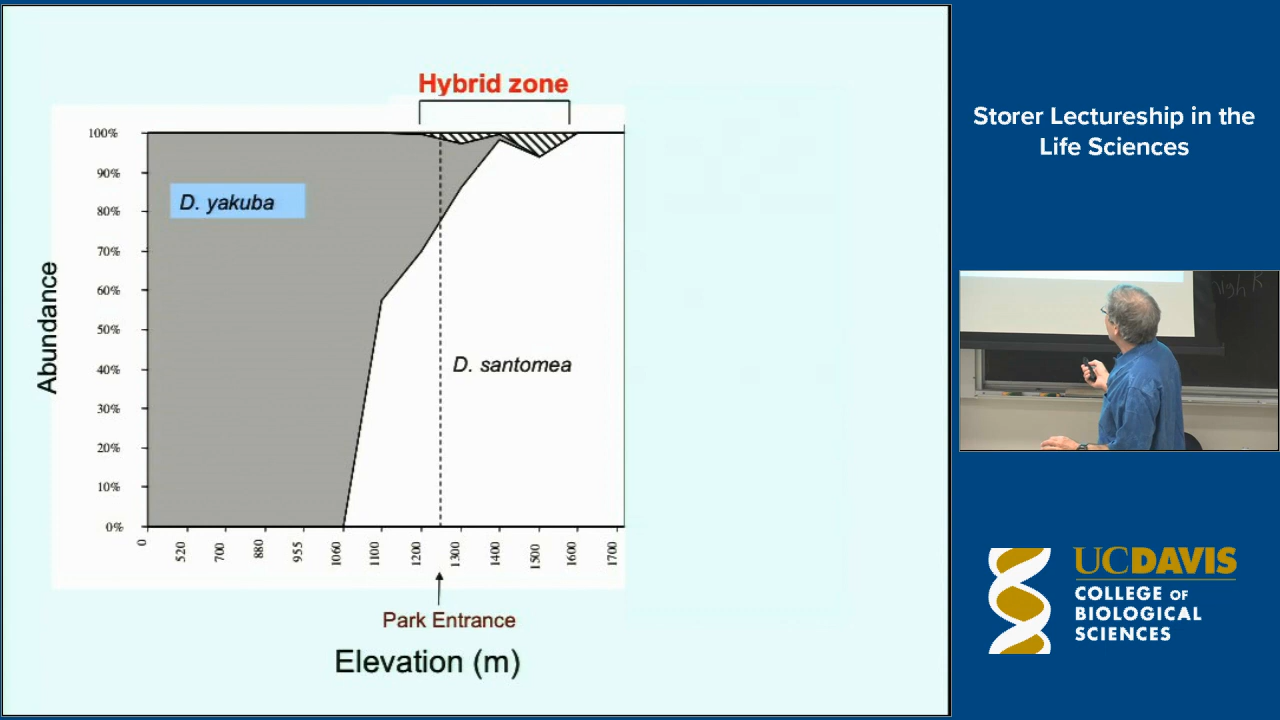 Hybrid zone
100%
90%
80%
70%
60%
50%
40%
30%
20%
10%
0%
Abundance
D. yakuba
D. santomea
0
520
700
880
955
1060
1100
1200
1300
1400
1500
1600
1700
Park Entrance
Elevation (m)
Storer Lectureship in the
Life Sciences
high R
UCDAVIS
COLLEGE OF
BIOLOGICAL
SCIENCES